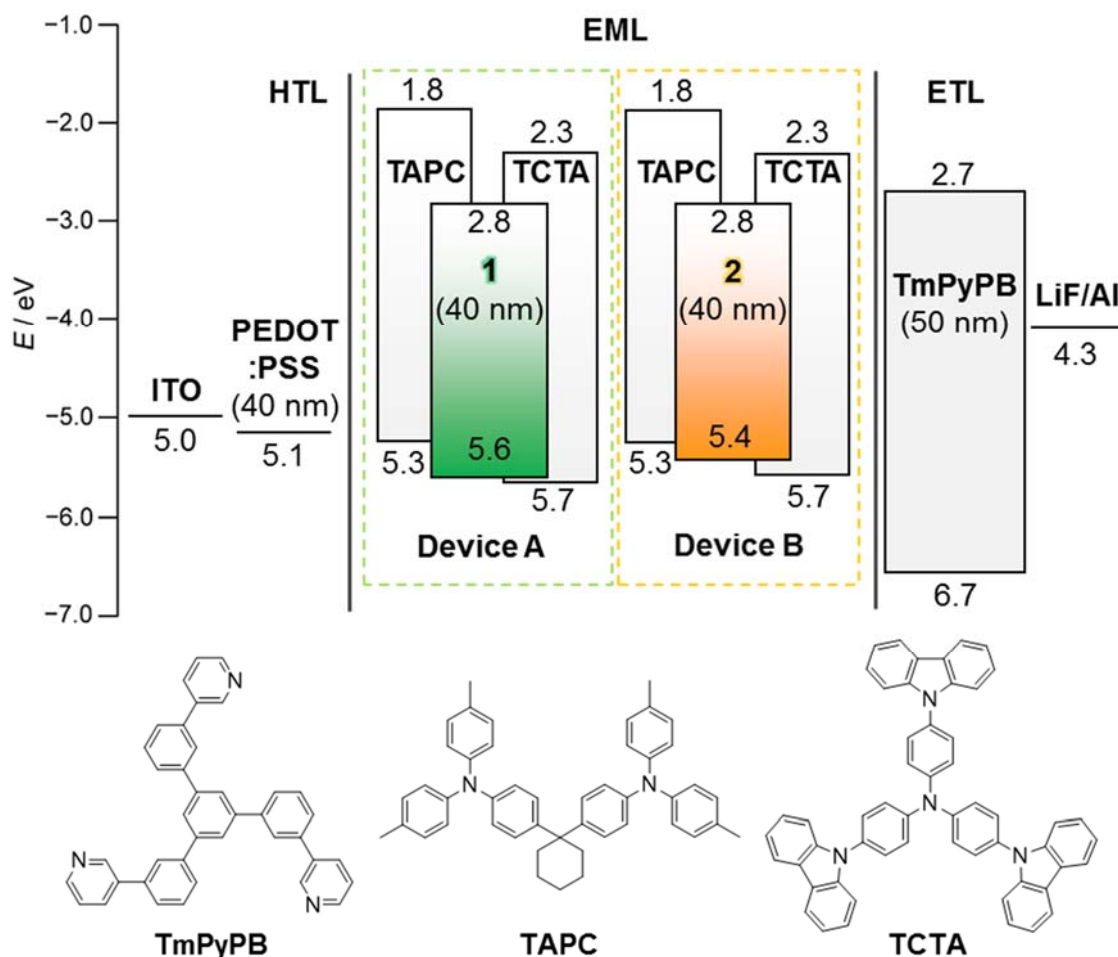 −1.0
EML
HTL
1.8
1.8
ETL
−2.0
2.3
2.3
TAPC
TCTA
TAPC
TCTA
2.7
−3.0
2.8
2.8
1
2
TmPyPB
LiF/Al
(40 nm)
(40 nm)
(50 nm)
E / eV
−4.0
PEDOT
:PSS
4.3
ITO
(40 nm)
−5.0
5.0
5.1
5.3
5.6
5.7
5.3
5.4
5.7
−6.0
Device A
Device B
6.7
−7.0
N
N
N
TmPyPB
N
N
TAPC
N
N
N
N
TCTA